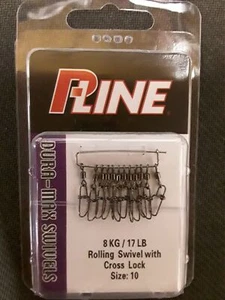 P-LINE
DURA-MAX SWIVELS
8 KG / 17 LB
Rolling Swivel with
Cross Lock
Size: 10